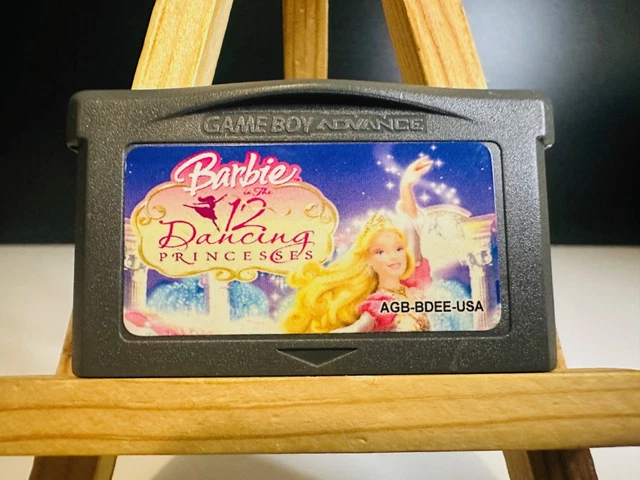 GAME BOY ADVANCE
Barbie
in The
12
Dancing
PRINCESSES
AGB-BDEE-USA